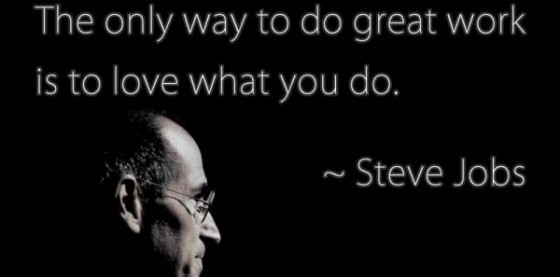 The only way to do great work
is to love what you do.
~ Steve Jobs